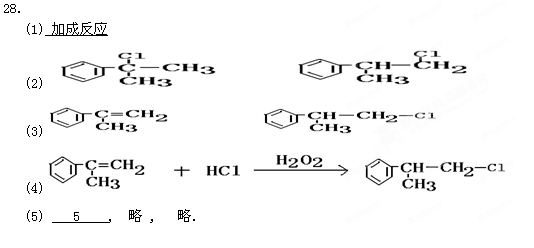 28.
(1) 加成反应
(2) Cl C—CH3 CH3 CH—CH2 Cl CH3
(3) C=CH2 CH3 CH—CH2—Cl CH3
(4) C=CH2 CH3 + HCl H2O2 CH—CH2—Cl CH3
(5) 5 , 略 , 略.